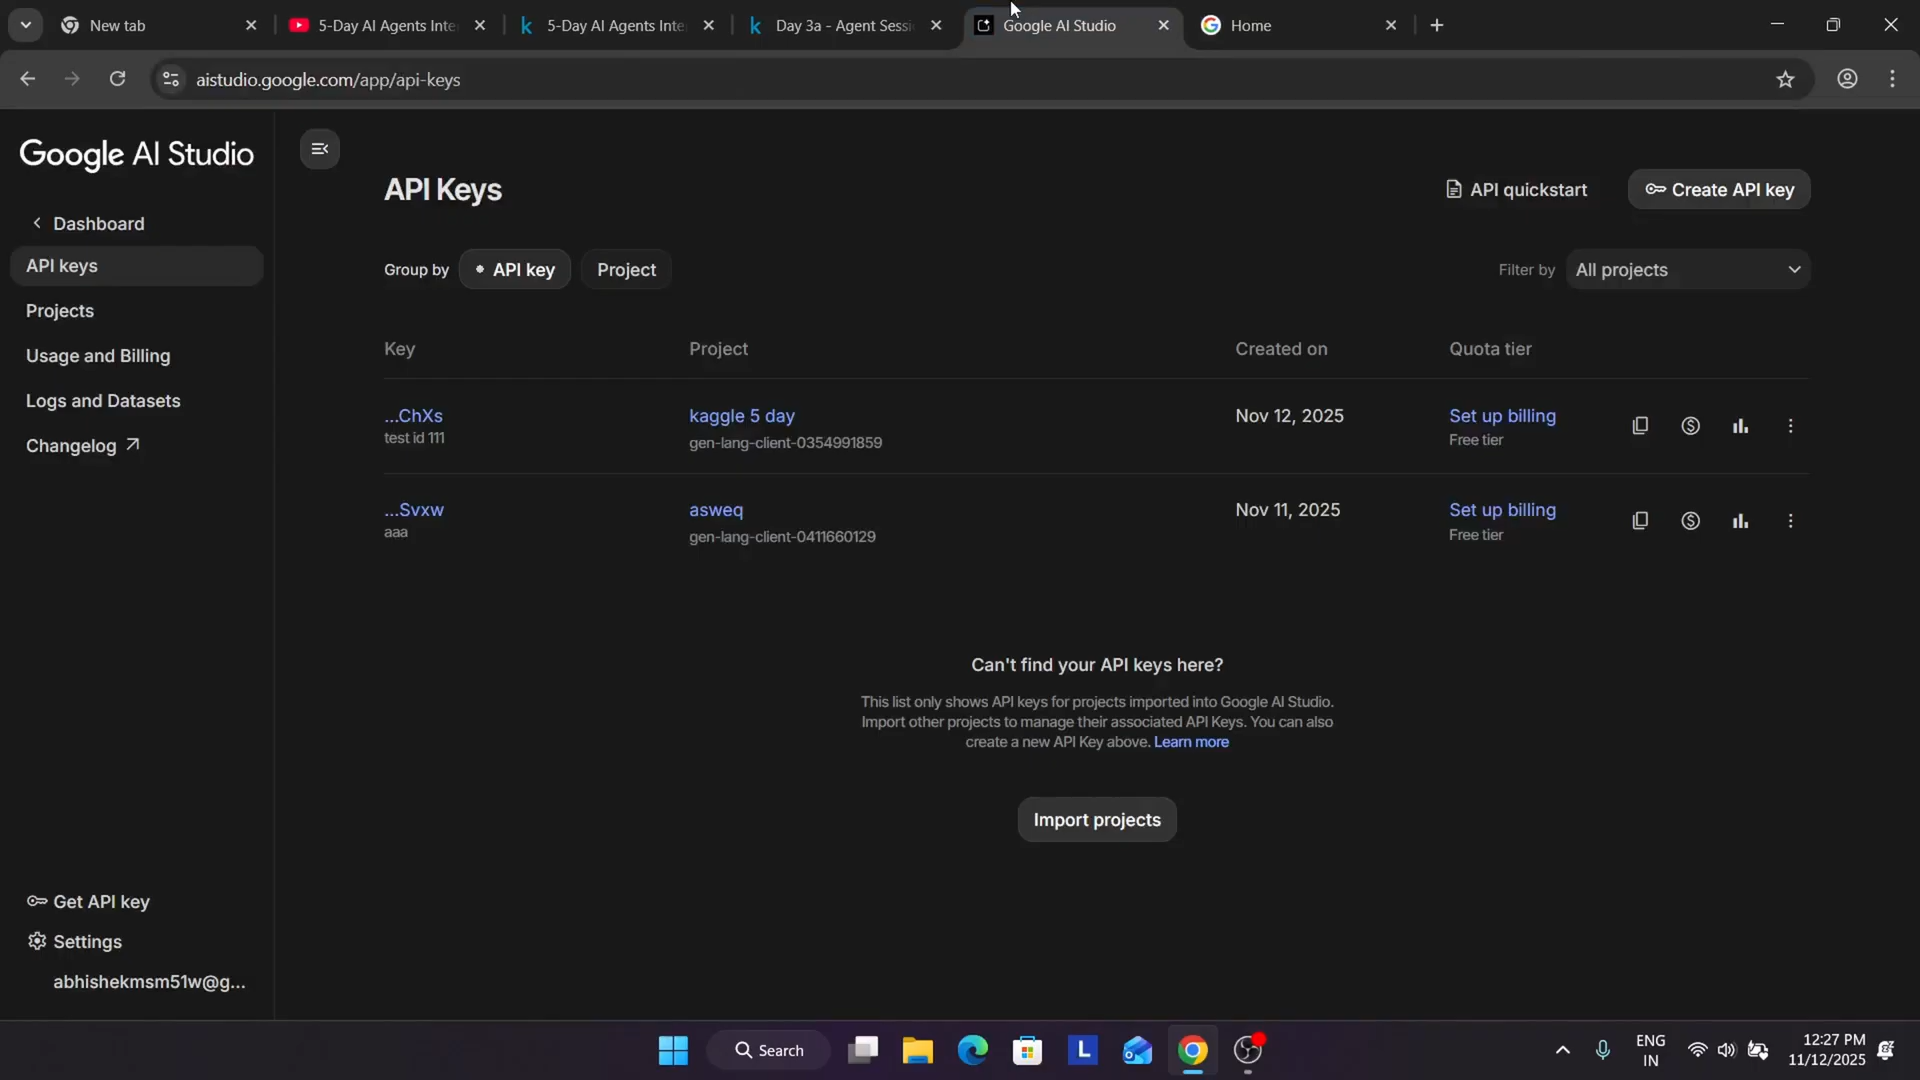 New tab
5-Day AI Agents Inte
5-Day AI Agents Inte
Day 3a - Agent Sessi
Google AI Studio
Home
aistudio.google.com/app/api-keys
Google AI Studio
Dashboard
API keys
Projects
Usage and Billing
Logs and Datasets
Changelog
API Keys
API quickstart
Create API key
Group by
API key
Project
Filter by
All projects
Key
Project
Created on
Quota tier
...ChXs
kaggle 5 day
Nov 12, 2025
Set up billing
test id 111
gen-lang-client-0354991859
Free tier
...Svxw
asweq
Nov 11, 2025
Set up billing
aaa
gen-lang-client-0411660129
Free tier
Can't find your API keys here?
This list only shows API keys for projects imported into Google AI Studio.
Import other projects to manage their associated API Keys. You can also
create a new API Key above. Learn more
Import projects
Get API key
Settings
abhishekmsm51w@g...
Search
L
ENG
IN
12:27 PM
11/12/2025